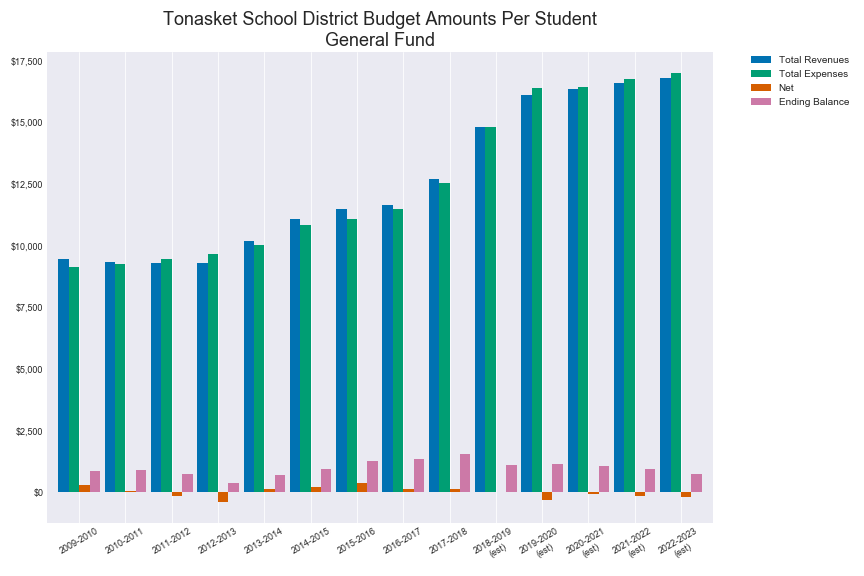 Tonasket School District Budget Amounts Per Student
General Fund
Total Revenues
Total Expenses
Net
Ending Balance
$17,500
$15,000
$12,500
$10,000
$7,500
$5,000
$2,500
$0
2009-2010
2010-2011
2011-2012
2012-2013
2013-2014
2014-2015
2015-2016
2016-2017
2017-2018
2018-2019
(est)
2019-2020
(est)
2020-2021
(est)
2021-2022
(est)
2022-2023
(est)